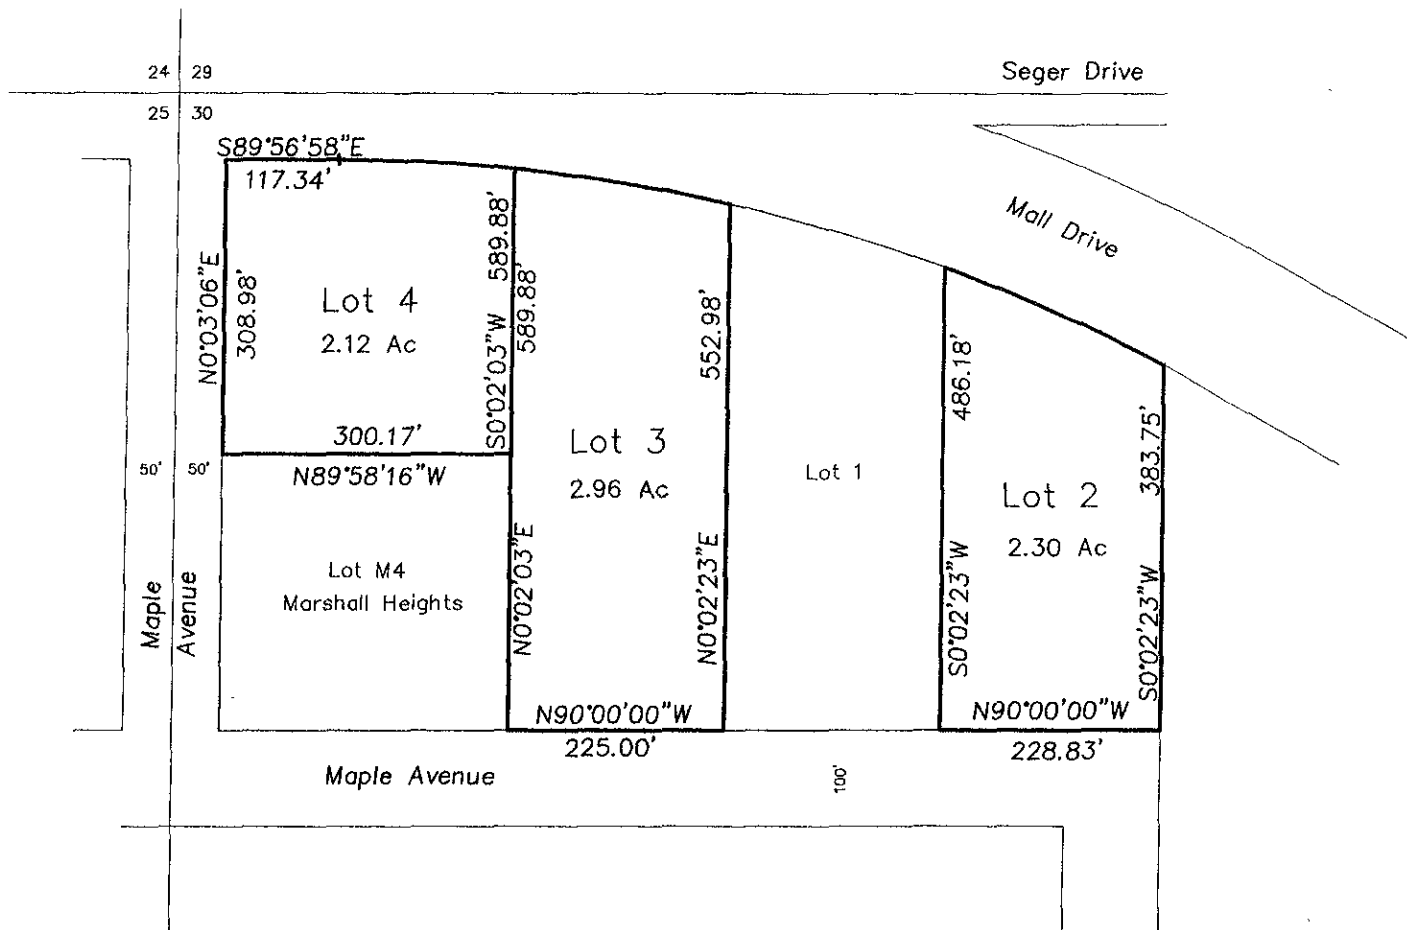 24 29
Seger Drive
25 30
S89°56'58"E
117.34'
Mall Drive
N0°03'06"E
308.98'
Lot 4
2.12 Ac
S0°02'03"W 589.88'
589.88'
N0°02'03"E
552.98'
N0°02'23"E
486.18'
S0°02'23"W
383.75'
S0°02'23"W
300.17'
N89°58'16"W
Lot 3
2.96 Ac
Lot 1
Lot 2
2.30 Ac
50' 50'
Lot M4
Marshall Heights
Maple
Avenue
N90°00'00"W
225.00'
N90°00'00"W
228.83'
Maple Avenue
100'